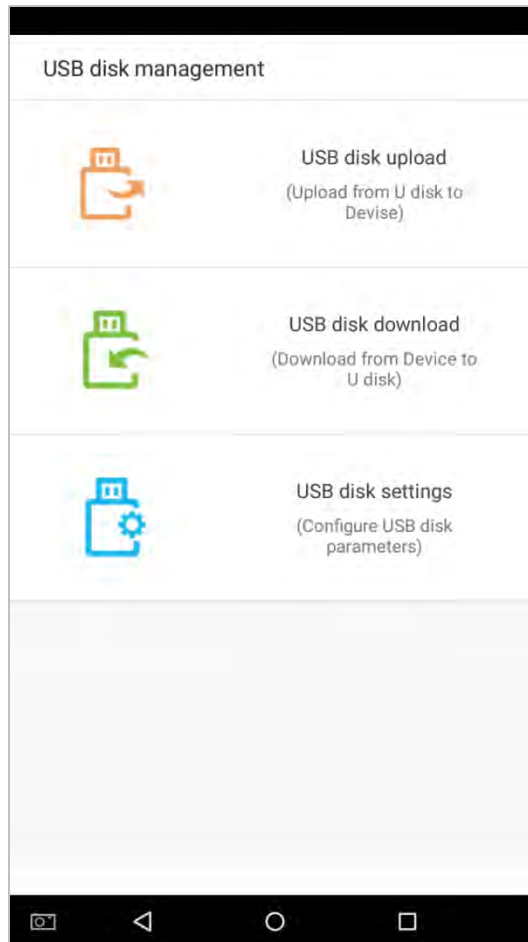 USB disk management
USB disk upload
(Upload from U disk to
Devise)
USB disk download
(Download from Device to
U disk)
USB disk settings
(Configure USB disk
parameters)